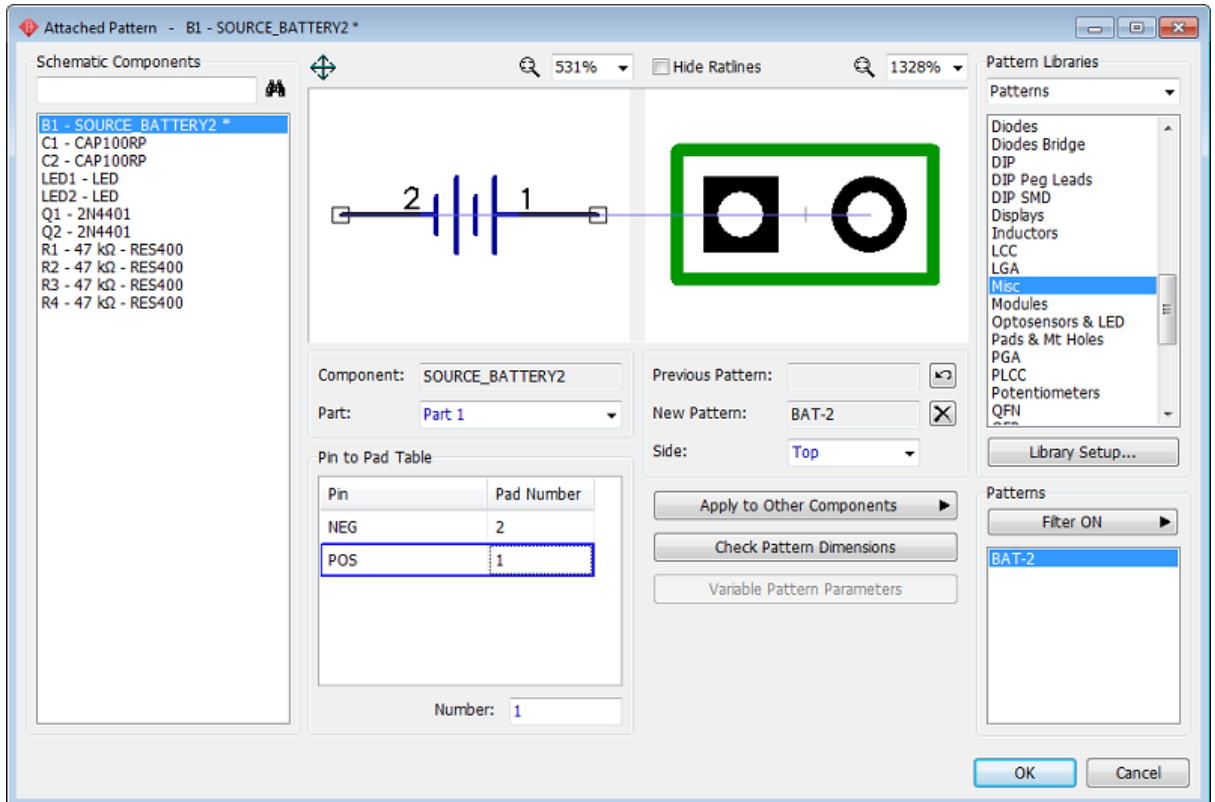 Attached Pattern - B1 - SOURCE_BATTERY2 *
Schematic Components
B1 - SOURCE_BATTERY2 *
C1 - CAP100RP
C2 - CAP100RP
LED1 - LED
LED2 - LED
Q1 - 2N4401
Q2 - 2N4401
R1 - 47 kΩ - RES400
R2 - 47 kΩ - RES400
R3 - 47 kΩ - RES400
R4 - 47 kΩ - RES400
531%
Hide Ratlines
1328%
2 1
Component: SOURCE_BATTERY2
Part: Part 1
Pin to Pad Table
Pin Pad Number
NEG 2
POS 1
Number: 1
Previous Pattern:
New Pattern: BAT-2
Side: Top
Apply to Other Components
Check Pattern Dimensions
Variable Pattern Parameters
Pattern Libraries
Patterns
Diodes
Diodes Bridge
DIP
DIP Peg Leads
DIP SMD
Displays
Inductors
LCC
LGA
Misc
Modules
Optosensors & LED
Pads & Mt Holes
PGA
PLCC
Potentiometers
QFN
Library Setup...
Patterns
Filter ON
BAT-2
OK Cancel